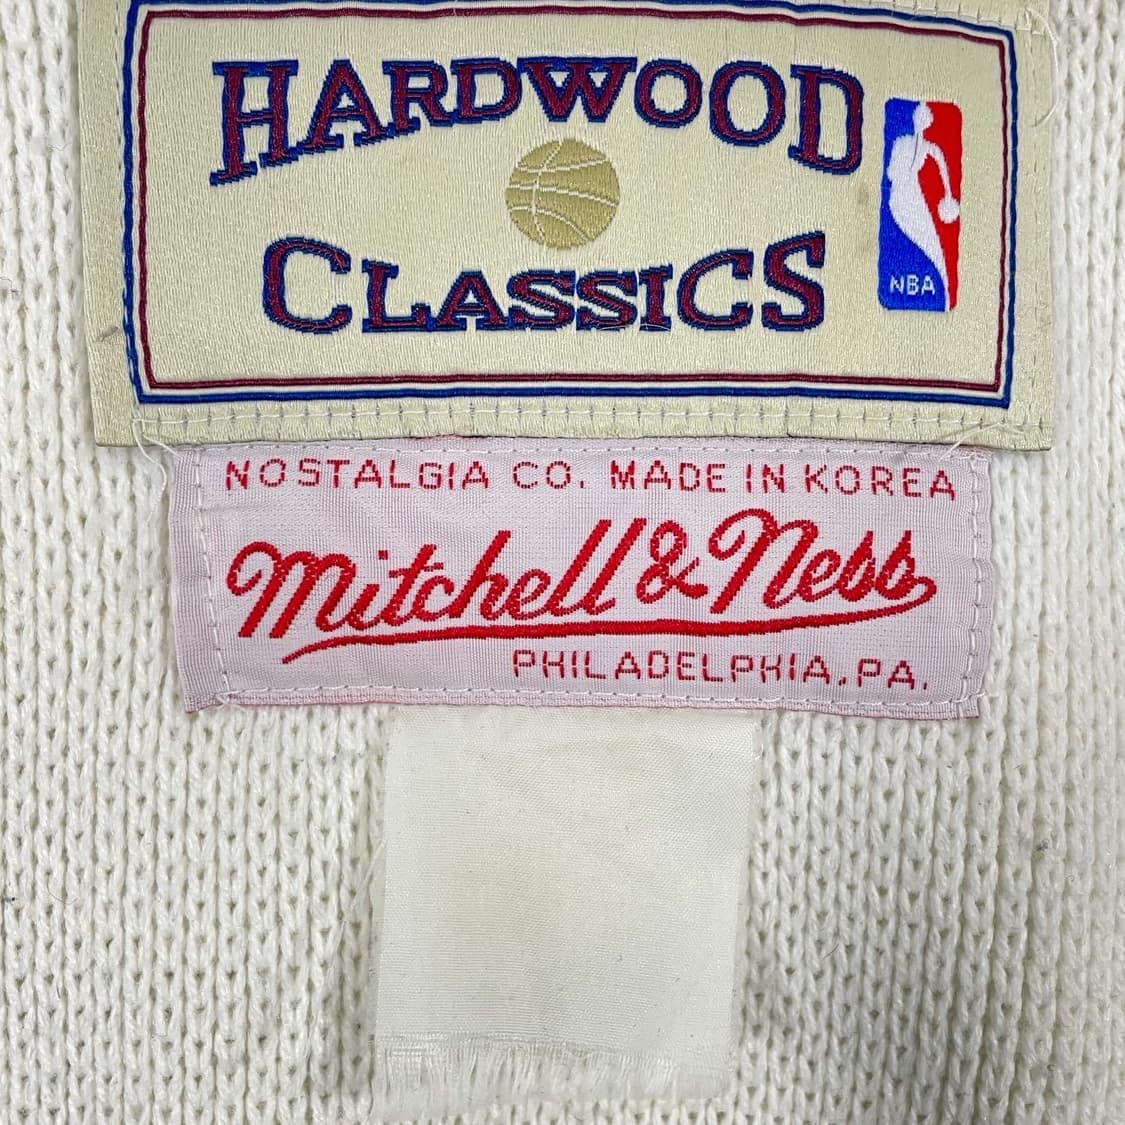 HARDWOOD
CLASSICS
NBA
NOSTALGIA CO. MADE IN KOREA
Mitchell & Ness
PHILADELPHIA, PA.